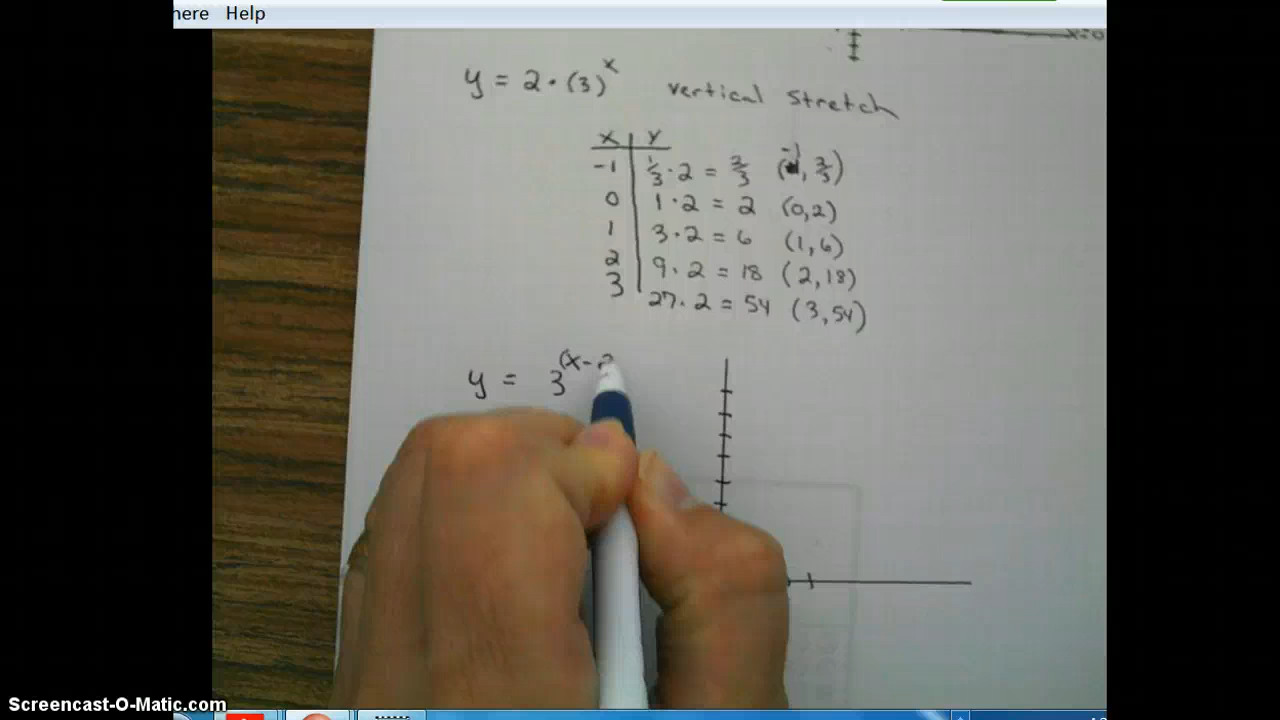 here Help
x=0
y = 2 · (3)^x vertical stretch
x y
-1 1/3 · 2 = 2/3 (-1, 2/3)
0 1 · 2 = 2 (0,2)
1 3 · 2 = 6 (1,6)
2 9 · 2 = 18 (2,18)
3 27 · 2 = 54 (3,54)
y = 3^(x-2
Screencast-O-Matic.com